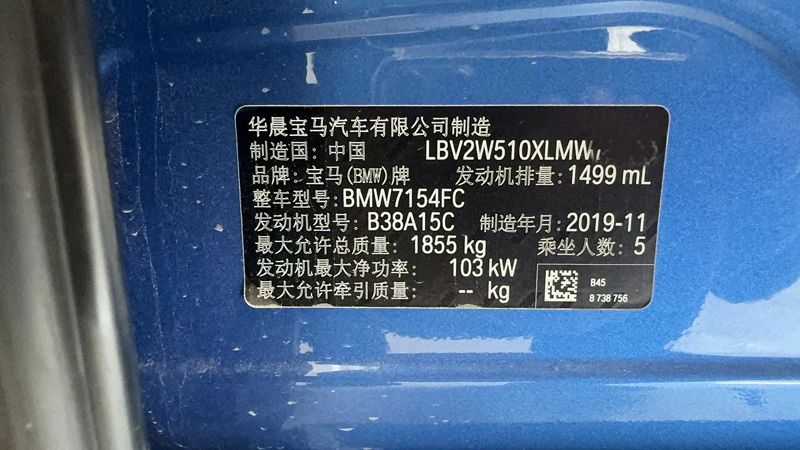 华晨宝马汽车有限公司制造
制造国: 中国 LBV2W510XLMW
品牌: 宝马(BMW)牌 发动机排量: 1499 mL
整车型号: BMW7154FC
发动机型号: B38A15C 制造年月: 2019-11
最大允许总质量: 1855 kg 乘坐人数: 5
发动机最大净功率: 103 kW
最大允许牵引质量: -- kg
B45
8 738 756